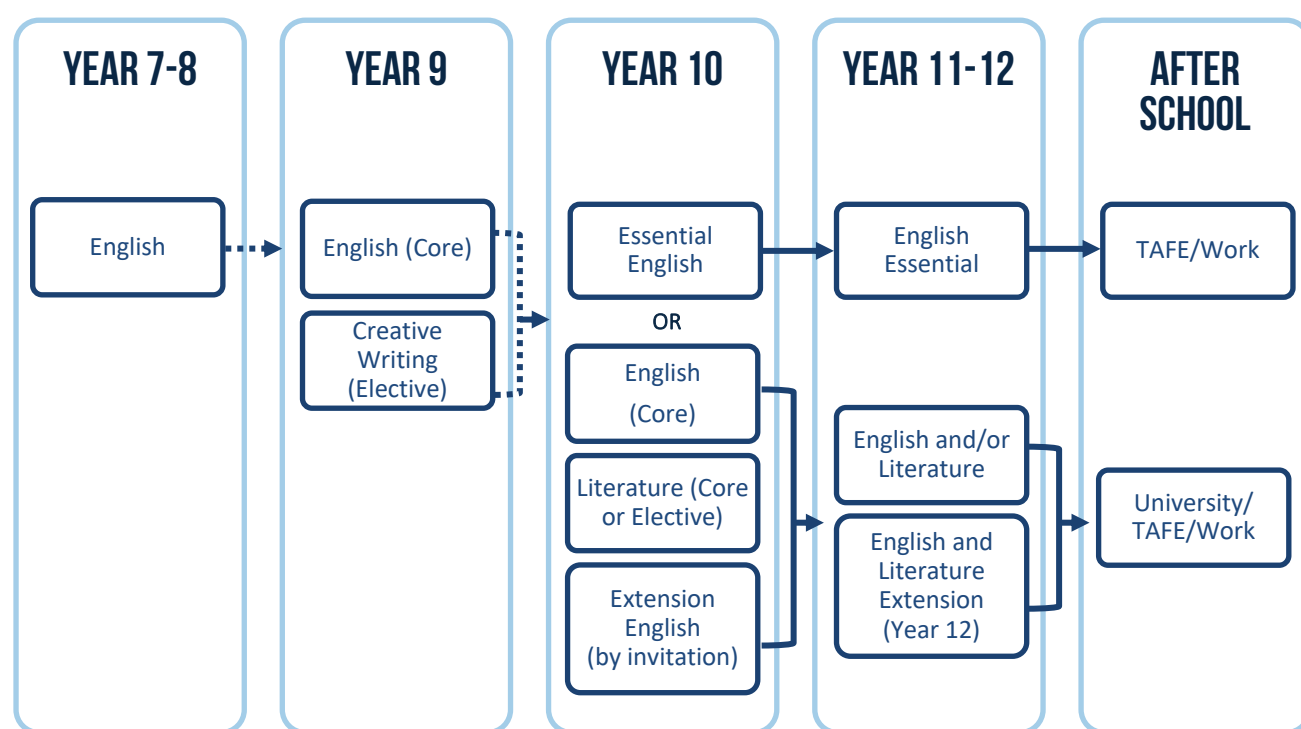 YEAR 7-8
English
YEAR 9
English (Core)
Creative
Writing
(Elective)
YEAR 10
Essential
English
OR
English
(Core)
Literature (Core
or Elective)
Extension
English
(by invitation)
YEAR 11-12
English
Essential
English and/or
Literature
English and
Literature
Extension
(Year 12)
AFTER
SCHOOL
TAFE/Work
University/
TAFE/Work